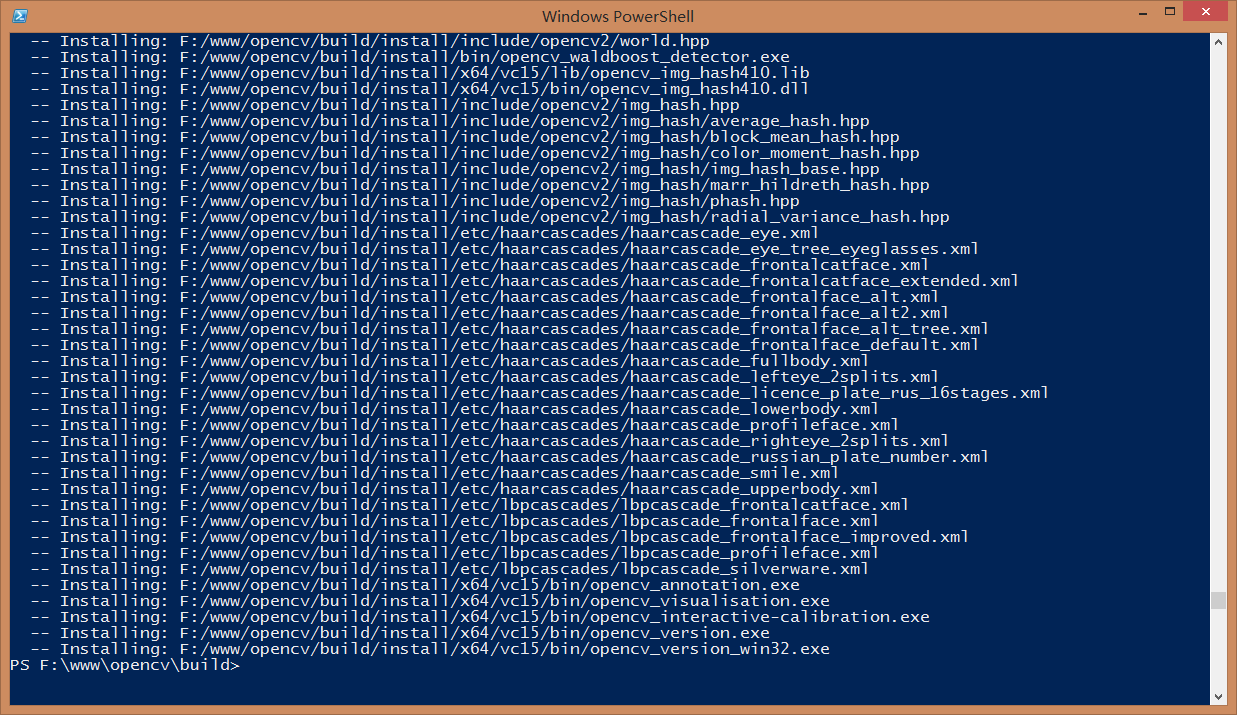 Windows PowerShell
-- Installing: F:/www/opencv/build/install/include/opencv2/world.hpp
-- Installing: F:/www/opencv/build/install/bin/opencv_waldboost_detector.exe
-- Installing: F:/www/opencv/build/install/x64/vc15/lib/opencv_img_hash410.lib
-- Installing: F:/www/opencv/build/install/x64/vc15/bin/opencv_img_hash410.dll
-- Installing: F:/www/opencv/build/install/include/opencv2/img_hash.hpp
-- Installing: F:/www/opencv/build/install/include/opencv2/img_hash/average_hash.hpp
-- Installing: F:/www/opencv/build/install/include/opencv2/img_hash/block_mean_hash.hpp
-- Installing: F:/www/opencv/build/install/include/opencv2/img_hash/color_moment_hash.hpp
-- Installing: F:/www/opencv/build/install/include/opencv2/img_hash/img_hash_base.hpp
-- Installing: F:/www/opencv/build/install/include/opencv2/img_hash/marr_hildreth_hash.hpp
-- Installing: F:/www/opencv/build/install/include/opencv2/img_hash/phash.hpp
-- Installing: F:/www/opencv/build/install/include/opencv2/img_hash/radial_variance_hash.hpp
-- Installing: F:/www/opencv/build/install/etc/haarcascades/haarcascade_eye.xml
-- Installing: F:/www/opencv/build/install/etc/haarcascades/haarcascade_eye_tree_eyeglasses.xml
-- Installing: F:/www/opencv/build/install/etc/haarcascades/haarcascade_frontalcatface.xml
-- Installing: F:/www/opencv/build/install/etc/haarcascades/haarcascade_frontalcatface_extended.xml
-- Installing: F:/www/opencv/build/install/etc/haarcascades/haarcascade_frontalface_alt.xml
-- Installing: F:/www/opencv/build/install/etc/haarcascades/haarcascade_frontalface_alt2.xml
-- Installing: F:/www/opencv/build/install/etc/haarcascades/haarcascade_frontalface_alt_tree.xml
-- Installing: F:/www/opencv/build/install/etc/haarcascades/haarcascade_frontalface_default.xml
-- Installing: F:/www/opencv/build/install/etc/haarcascades/haarcascade_fullbody.xml
-- Installing: F:/www/opencv/build/install/etc/haarcascades/haarcascade_lefteye_2splits.xml
-- Installing: F:/www/opencv/build/install/etc/haarcascades/haarcascade_licence_plate_rus_16stages.xml
-- Installing: F:/www/opencv/build/install/etc/haarcascades/haarcascade_lowerbody.xml
-- Installing: F:/www/opencv/build/install/etc/haarcascades/haarcascade_profileface.xml
-- Installing: F:/www/opencv/build/install/etc/haarcascades/haarcascade_righteye_2splits.xml
-- Installing: F:/www/opencv/build/install/etc/haarcascades/haarcascade_russian_plate_number.xml
-- Installing: F:/www/opencv/build/install/etc/haarcascades/haarcascade_smile.xml
-- Installing: F:/www/opencv/build/install/etc/haarcascades/haarcascade_upperbody.xml
-- Installing: F:/www/opencv/build/install/etc/lbpcascades/lbpcascade_frontalcatface.xml
-- Installing: F:/www/opencv/build/install/etc/lbpcascades/lbpcascade_frontalface.xml
-- Installing: F:/www/opencv/build/install/etc/lbpcascades/lbpcascade_frontalface_improved.xml
-- Installing: F:/www/opencv/build/install/etc/lbpcascades/lbpcascade_profileface.xml
-- Installing: F:/www/opencv/build/install/etc/lbpcascades/lbpcascade_silverware.xml
-- Installing: F:/www/opencv/build/install/x64/vc15/bin/opencv_annotation.exe
-- Installing: F:/www/opencv/build/install/x64/vc15/bin/opencv_visualisation.exe
-- Installing: F:/www/opencv/build/install/x64/vc15/bin/opencv_interactive-calibration.exe
-- Installing: F:/www/opencv/build/install/x64/vc15/bin/opencv_version.exe
-- Installing: F:/www/opencv/build/install/x64/vc15/bin/opencv_version_win32.exe
PS F:\www\opencv\build>